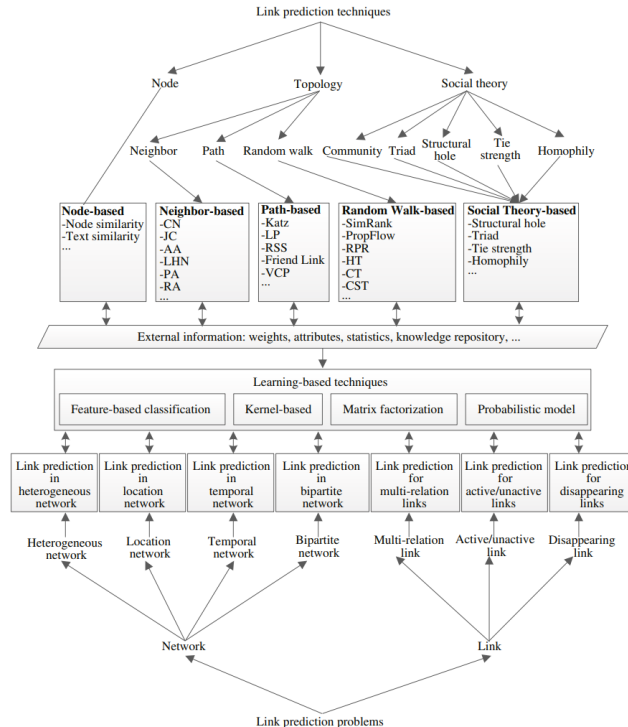 Link prediction techniques
Node
Topology
Social theory
Neighbor
Path
Random walk
Community
Triad
Structural
hole
Tie
strength
Homophily
Node-based
-Node similarity
-Text similarity
...
Neighbor-based
-CN
-JC
-AA
-LHN
-PA
-RA
...
Path-based
-Katz
-LP
-RSS
-Friend Link
-VCP
...
Random Walk-based
-SimRank
-PropFlow
-RPR
-HT
-CT
-CST
...
Social Theory-based
-Structural hole
-Triad
-Tie strength
-Homophily
...
External information: weights, attributes, statistics, knowledge repository, ...
Learning-based techniques
Feature-based classification
Kernel-based
Matrix factorization
Probabilistic model
Link prediction
in
heterogeneous
network
Link prediction
in
location
network
Link prediction
in
temporal
network
Link prediction
in
bipartite
network
Link prediction
for
multi-relation
links
Link prediction
for
active/unactive
links
Link prediction
for
disappearing
links
Heterogeneous
network
Location
network
Temporal
network
Bipartite
network
Multi-relation
link
Active/unactive
link
Disappearing
link
Network
Link
Link prediction problems